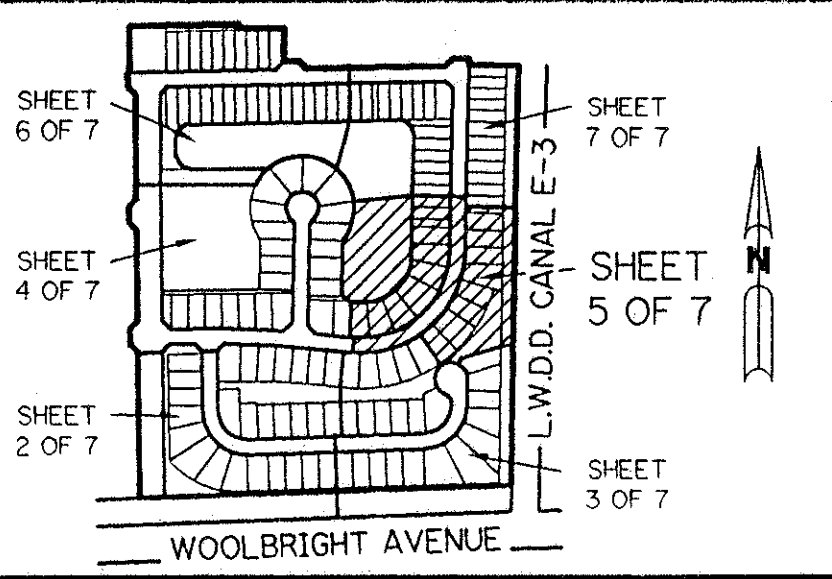 SHEET
6 OF 7
SHEET
7 OF 7
L.W.D.D. CANAL E-3
N
SHEET
4 OF 7
SHEET
5 OF 7
SHEET
2 OF 7
SHEET
3 OF 7
WOOLBRIGHT AVENUE